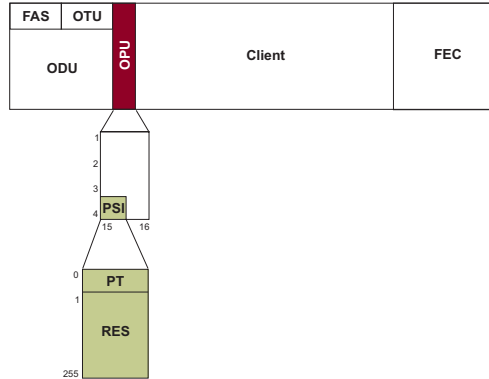 FAS OTU
ODU
OPU
Client
FEC
1
2
3
4
PSI
15 16
0
PT
1
RES
255